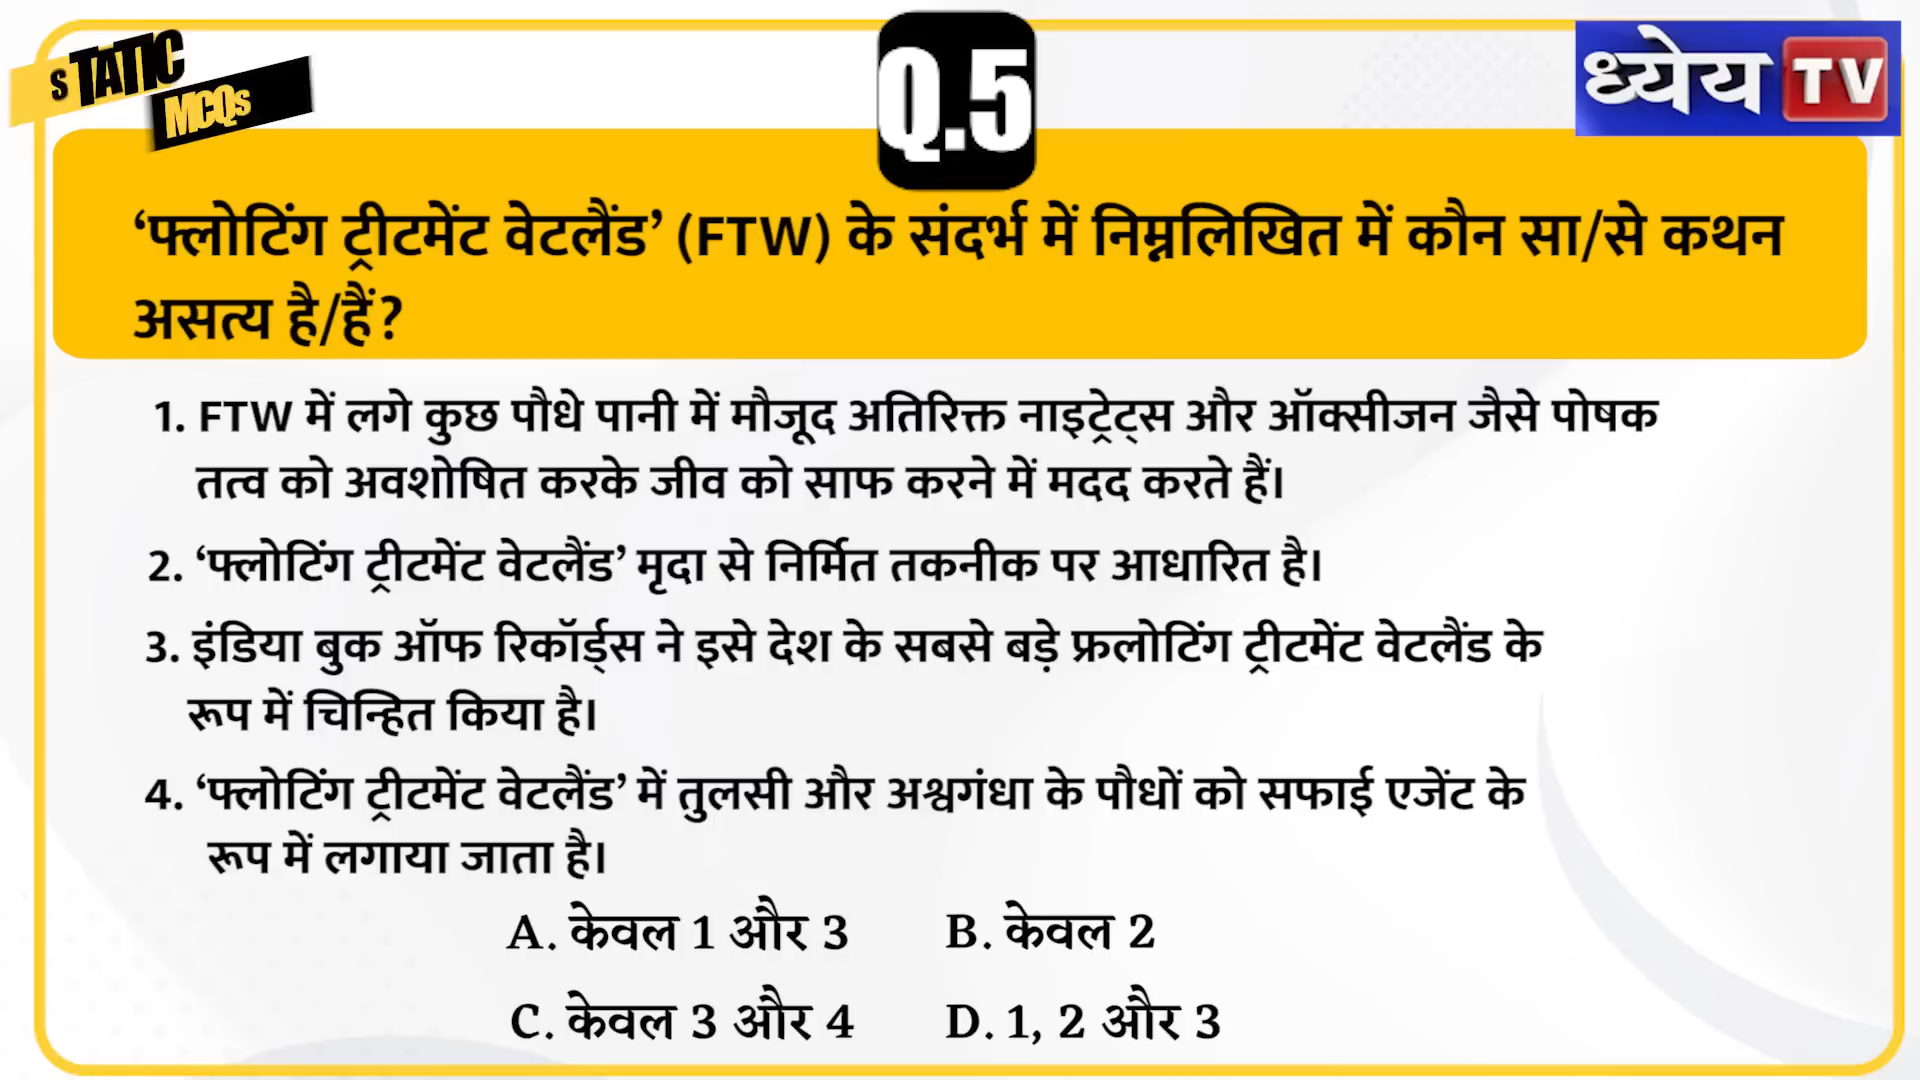 STATIC
MCQs
Q.5
ध्येय TV
‘फ्लोटिंग ट्रीटमेंट वेटलैंड’ (FTW) के संदर्भ में निम्नलिखित में कौन सा/से कथन
असत्य है/हैं?
1. FTW में लगे कुछ पौधे पानी में मौजूद अतिरिक्त नाइट्रेट्स और ऑक्सीजन जैसे पोषक
तत्व को अवशोषित करके जीव को साफ करने में मदद करते हैं।
2. ‘फ्लोटिंग ट्रीटमेंट वेटलैंड’ मृदा से निर्मित तकनीक पर आधारित है।
3. इंडिया बुक ऑफ रिकॉर्ड्स ने इसे देश के सबसे बड़े फ्रलोटिंग ट्रीटमेंट वेटलैंड के
रूप में चिन्हित किया है।
4. ‘फ्लोटिंग ट्रीटमेंट वेटलैंड’ में तुलसी और अश्वगंधा के पौधों को सफाई एजेंट के
रूप में लगाया जाता है।
A. केवल 1 और 3 B. केवल 2
C. केवल 3 और 4 D. 1, 2 और 3